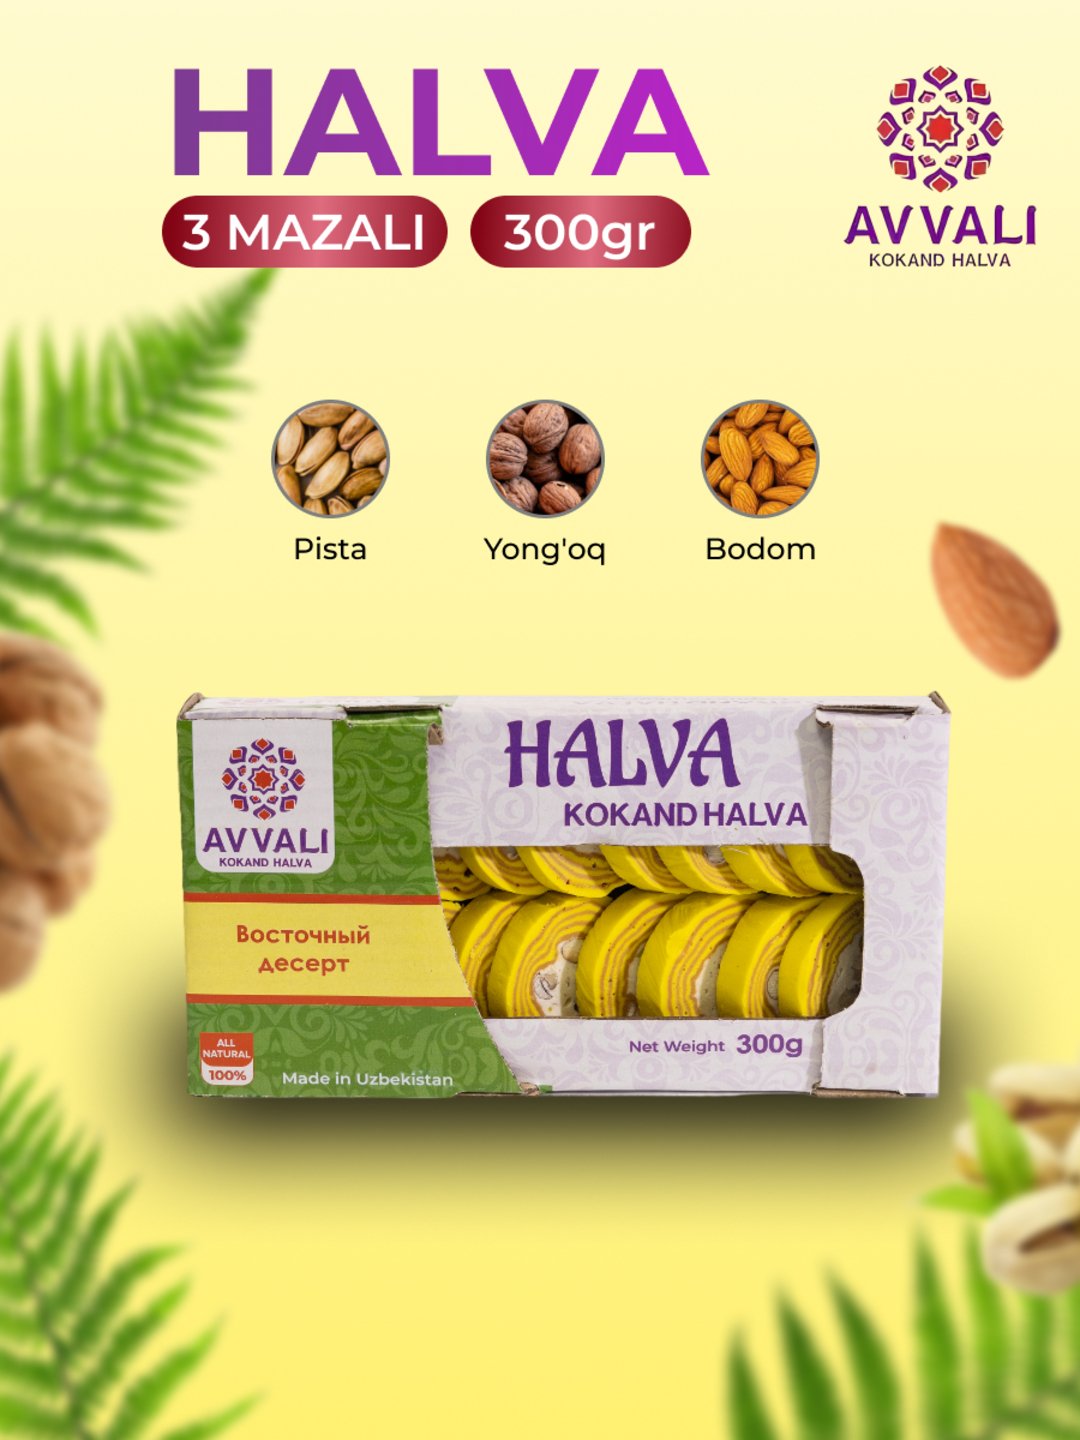 HALVA
3 MAZALI
300gr
AVVALI
KOKAND HALVA
Pista
Yong'oq
Bodom
AVVALI
KOKAND HALVA
HALVA
KOKAND HALVA
Восточный
десерт
ALL
NATURAL
100%
Made in Uzbekistan
Net Weight 300g